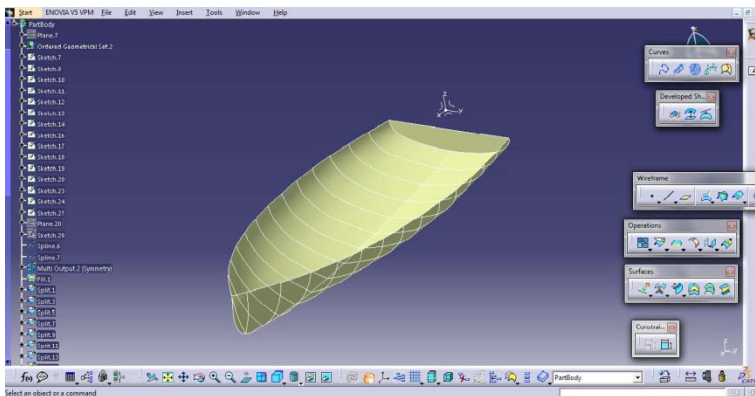 Start ENOVIA V5 VPM File Edit View Insert Tools Window Help
PartBody
Plane.7
Ordered Geometrical Set.2
Sketch.7
Sketch.9
Sketch.10
Sketch.11
Sketch.12
Sketch.13
Sketch.14
Sketch.16
Sketch.17
Sketch.18
Sketch.19
Sketch.20
Sketch.23
Sketch.24
Sketch.27
Plane.20
Sketch.28
Spline.6
Spline.7
Multi Output.2 (Symmetry)
Fill.1
Split.1
Split.3
Split.5
Split.7
Split.9
Split.11
Split.13
z
x
y
Curves
Developed Sh...
Wireframe
Operations
Surfaces
Constrai...
f(x)
PartBody
CATI
Select an object or a command